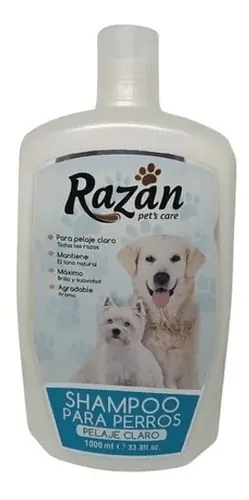 Razán
pet's care
Para pelaje claro
Todas las razas
Mantiene
El tono natural
Máximo
Brillo y suavidad
Agradable
Aroma
SHAMPOO
PARA PERROS
PELAJE CLARO
1000 ml ℮ 33.8fl.oz.